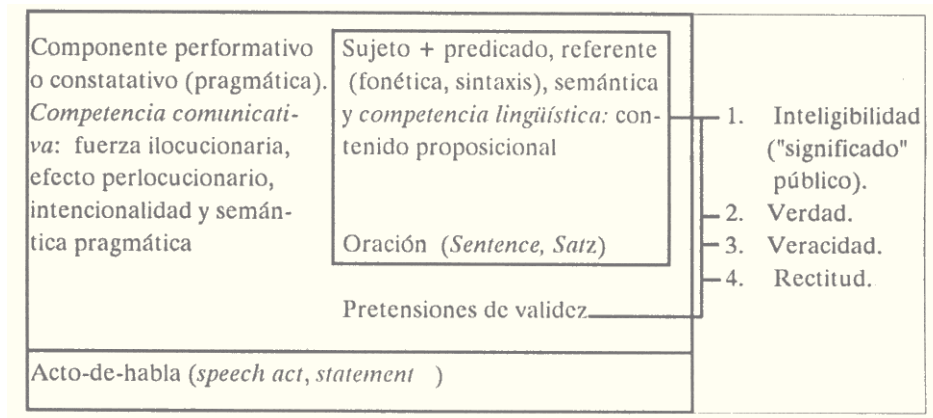 Componente performativo
o constatativo (pragmática).
Competencia comunicati-
va: fuerza ilocucionaria,
efecto perlocucionario,
intencionalidad y semán-
tica pragmática
Sujeto + predicado, referente
(fonética, sintaxis), semántica
y competencia lingüística: con-
tenido proposicional
Oración (Sentence, Satz)
Pretensiones de validez
1. Inteligibilidad
("significado"
público).
2. Verdad.
3. Veracidad.
4. Rectitud.
Acto-de-habla (speech act, statement )